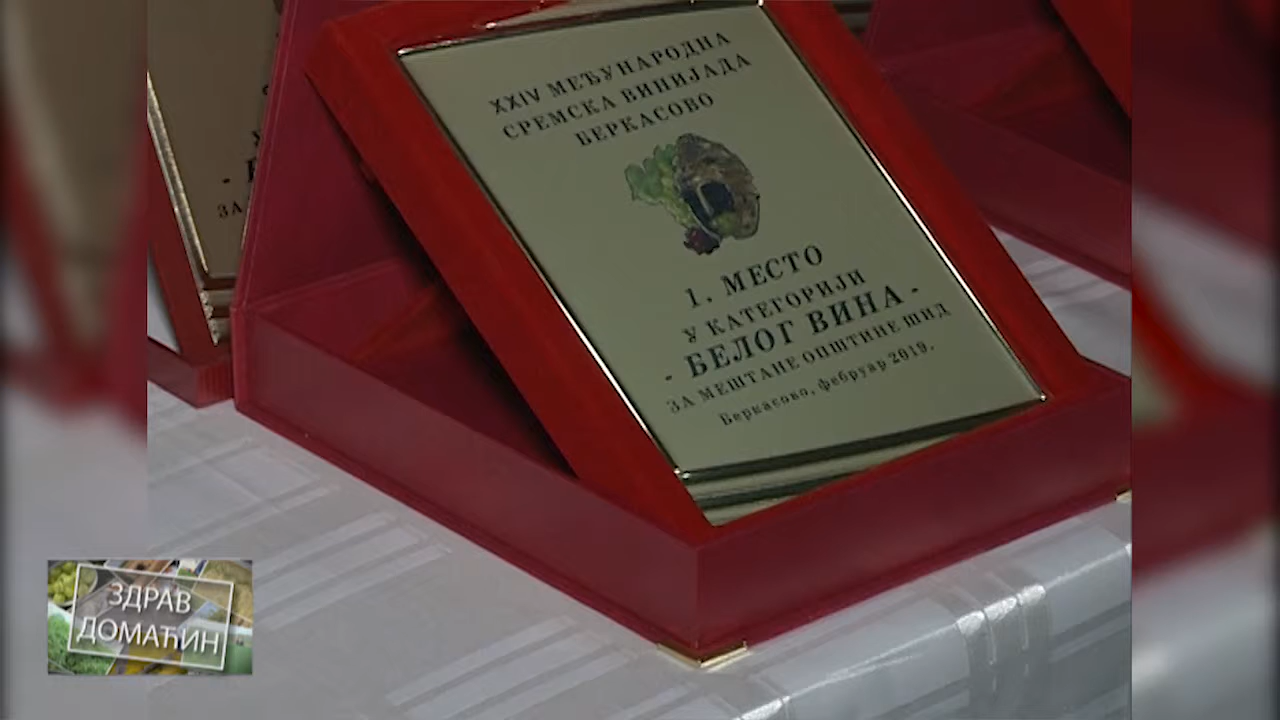 XXIV МЕЂУНАРОДНА
СРЕМСКА ВИНИЈАДА
БЕРКАСОВО
1. МЕСТО
У КАТЕГОРИЈИ
- БЕЛОГ ВИНА -
ЗА МЕШТАНЕ ОПШТИНЕ ШИД
Беркасово, фебруар 2019.
ЗА
ЗДРАВ
ДОМАЋИН